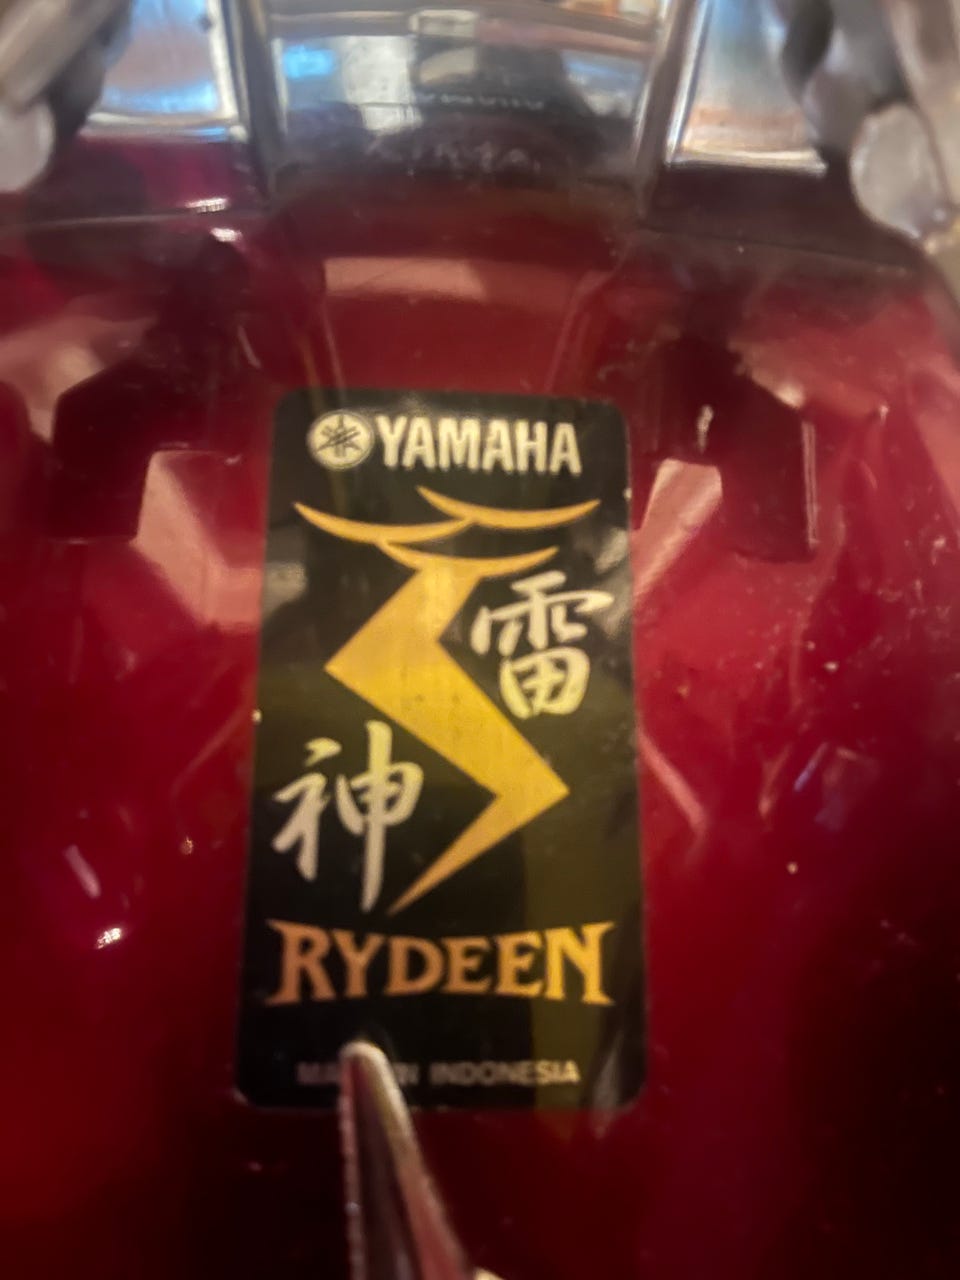 YAMAHA
雷
神
RYDEEN
INDONESIA